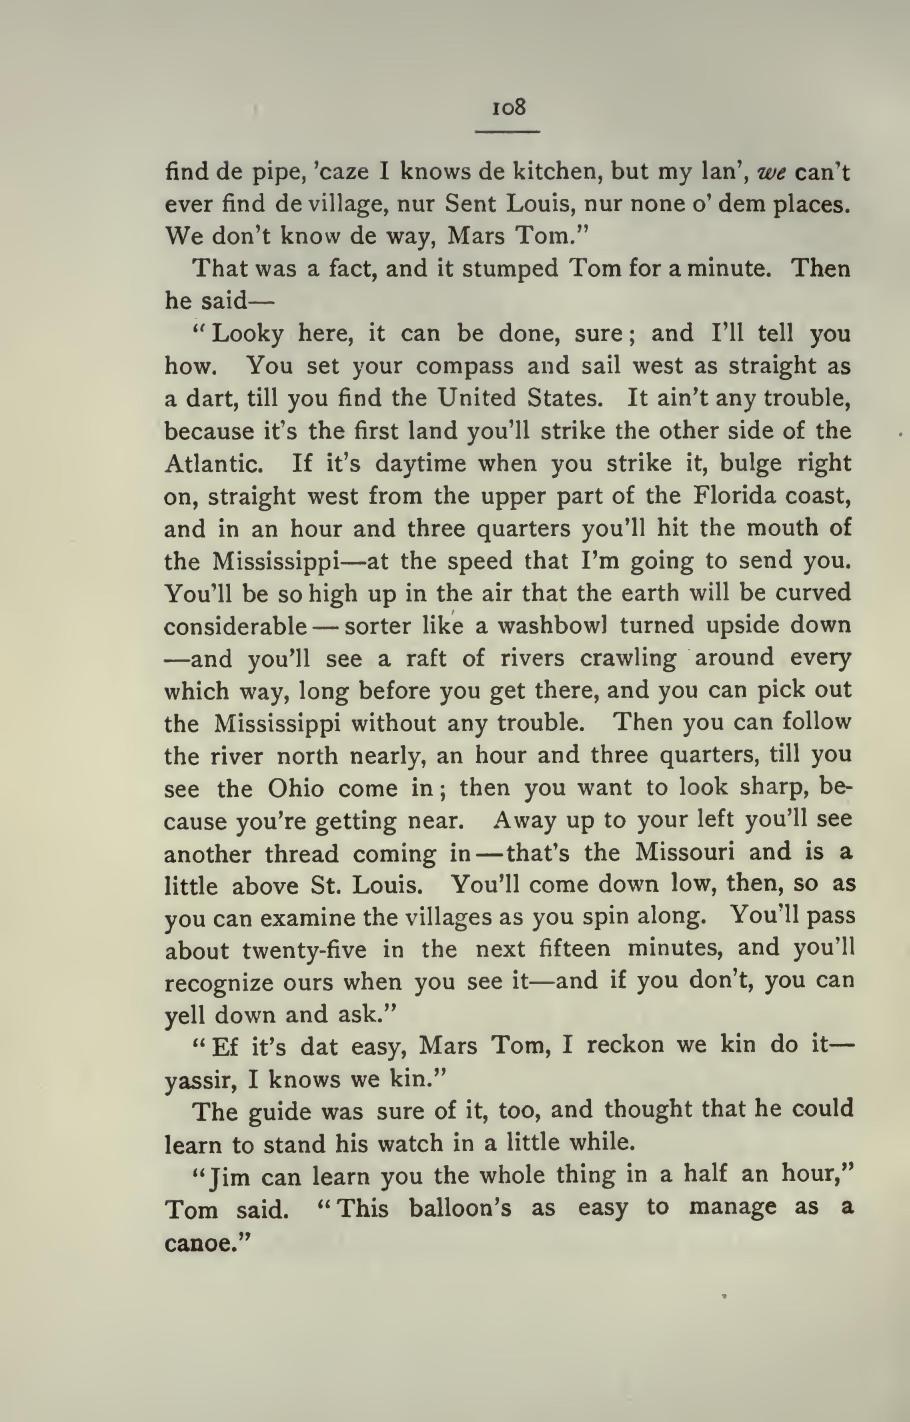 108
find de pipe, 'caze I knows de kitchen, but my lan', we can't
ever find de village, nur Sent Louis, nur none o' dem places.
We don't know de way, Mars Tom."
That was a fact, and it stumped Tom for a minute. Then
he said—
"Looky here, it can be done, sure; and I'll tell you
how. You set your compass and sail west as straight as
a dart, till you find the United States. It ain't any trouble,
because it's the first land you'll strike the other side of the
Atlantic. If it's daytime when you strike it, bulge right
on, straight west from the upper part of the Florida coast,
and in an hour and three quarters you'll hit the mouth of
the Mississippi—at the speed that I'm going to send you.
You'll be so high up in the air that the earth will be curved
considerable—sorter like a washbowl turned upside down
—and you'll see a raft of rivers crawling around every
which way, long before you get there, and you can pick out
the Mississippi without any trouble. Then you can follow
the river north nearly, an hour and three quarters, till you
see the Ohio come in; then you want to look sharp, be-
cause you're getting near. Away up to your left you'll see
another thread coming in—that's the Missouri and is a
little above St. Louis. You'll come down low, then, so as
you can examine the villages as you spin along. You'll pass
about twenty-five in the next fifteen minutes, and you'll
recognize ours when you see it—and if you don't, you can
yell down and ask."
"Ef it's dat easy, Mars Tom, I reckon we kin do it—
yassir, I knows we kin."
The guide was sure of it, too, and thought that he could
learn to stand his watch in a little while.
"Jim can learn you the whole thing in a half an hour,"
Tom said. "This balloon's as easy to manage as a
canoe."